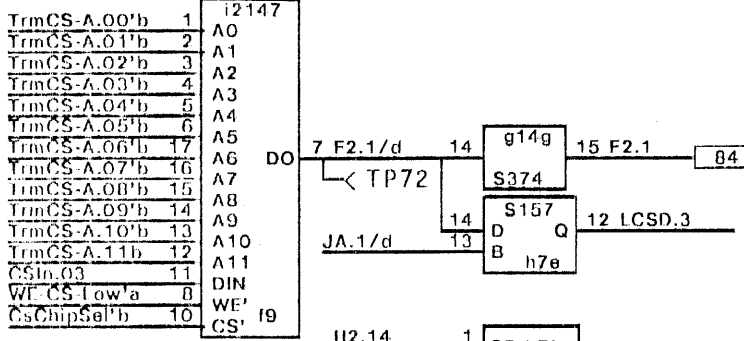 i2147
TrmCS-A.00'b 1 A0
TrmCS-A.01'b 2 A1
TrmCS-A.02'b 3 A2
TrmCS-A.03'b 4 A3
TrmCS-A.04'b 5 A4
TrmCS-A.05'b 6 A5
TrmCS-A.06'b 17 A6
TrmCS-A.07'b 16 A7
TrmCS-A.08'b 15 A8
TrmCS-A.09'b 14 A9
TrmCS-A.10'b 13 A10
TrmCS-A.11b 12 A11
CSIn.03 11 DIN
WE-CS-Low'a 8 WE'
CsChipSel'b 10 CS'
f9
DO 7 F2.1/d 14 g14g 15 F2.1 84
TP72
S374
S157
14 D Q 12 LCSD.3
JA.1/d 13 B
h7e
1